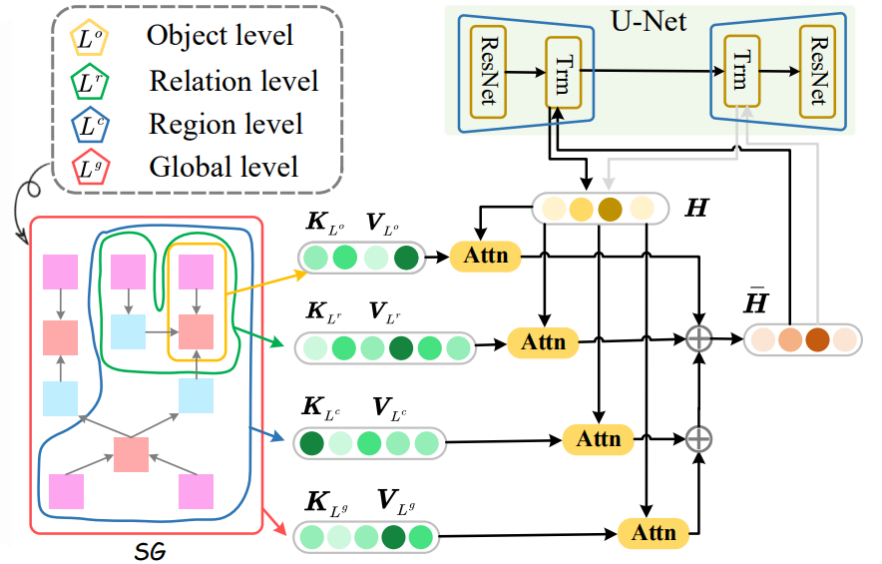 L^o Object level
L^r Relation level
L^c Region level
L^g Global level
U-Net
ResNet
Trm
Trm
ResNet
H
K_{L^o} V_{L^o}
Attn
K_{L^r} V_{L^r}
Attn
H̄
K_{L^c} V_{L^c}
Attn
K_{L^g} V_{L^g}
Attn
SG